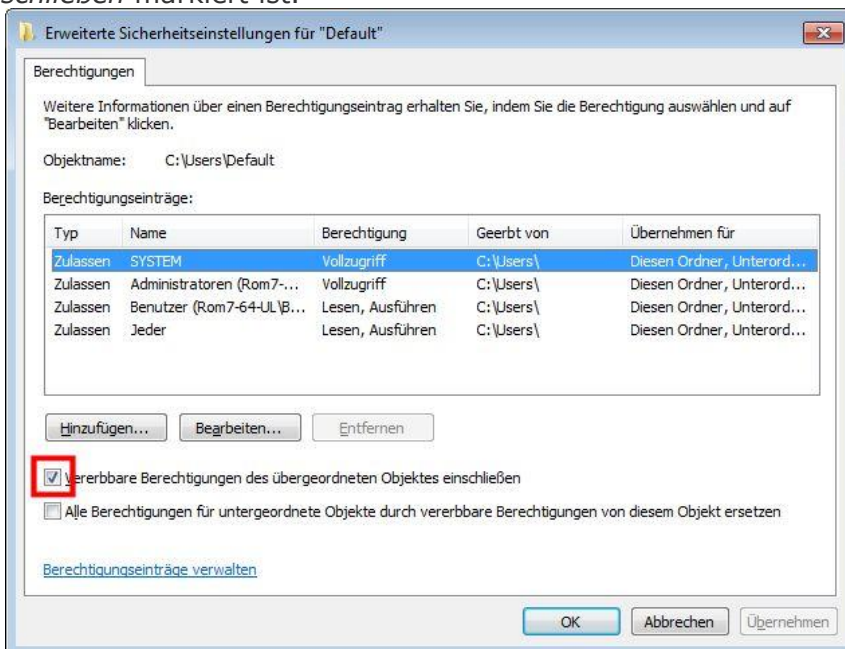 schließen markiert ist.
Erweiterte Sicherheitseinstellungen für "Default"
Berechtigungen
Weitere Informationen über einen Berechtigungseintrag erhalten Sie, indem Sie die Berechtigung auswählen und auf
"Bearbeiten" klicken.
Objektname: C:\Users\Default
Berechtigungseinträge:
Typ Name Berechtigung Geerbt von Übernehmen für
Zulassen SYSTEM Vollzugriff C:\Users\ Diesen Ordner, Unterord...
Zulassen Administratoren (Rom7-... Vollzugriff C:\Users\ Diesen Ordner, Unterord...
Zulassen Benutzer (Rom7-64-UL\B... Lesen, Ausführen C:\Users\ Diesen Ordner, Unterord...
Zulassen Jeder Lesen, Ausführen C:\Users\ Diesen Ordner, Unterord...
Hinzufügen... Bearbeiten... Entfernen
Vererbbare Berechtigungen des übergeordneten Objektes einschließen
Alle Berechtigungen für untergeordnete Objekte durch vererbbare Berechtigungen von diesem Objekt ersetzen
Berechtigungseinträge verwalten
OK Abbrechen Übernehmen